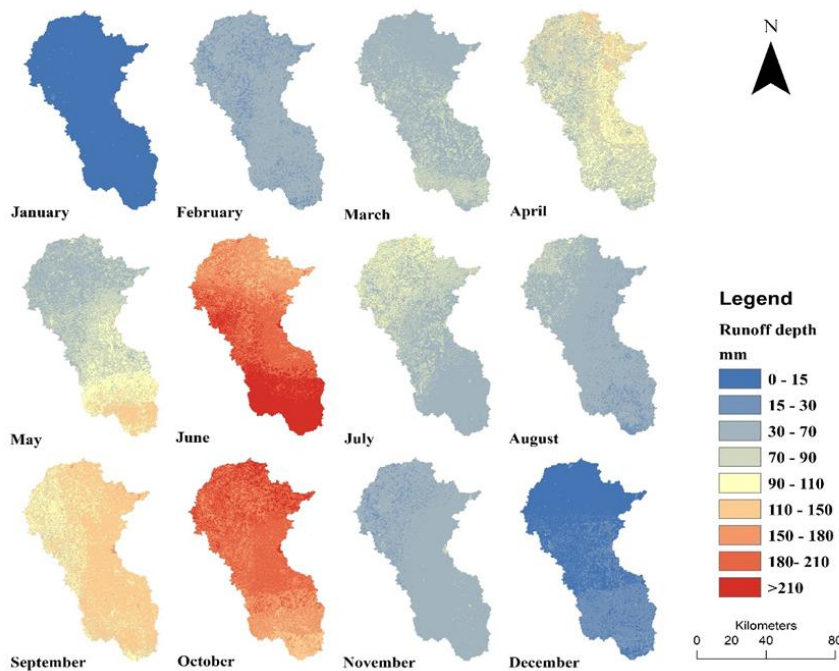 N
January
February
March
April
May
June
July
August
September
October
November
December
Legend
Runoff depth
mm
0 - 15
15 - 30
30 - 70
70 - 90
90 - 110
110 - 150
150 - 180
180- 210
>210
Kilometers
0 20 40 80